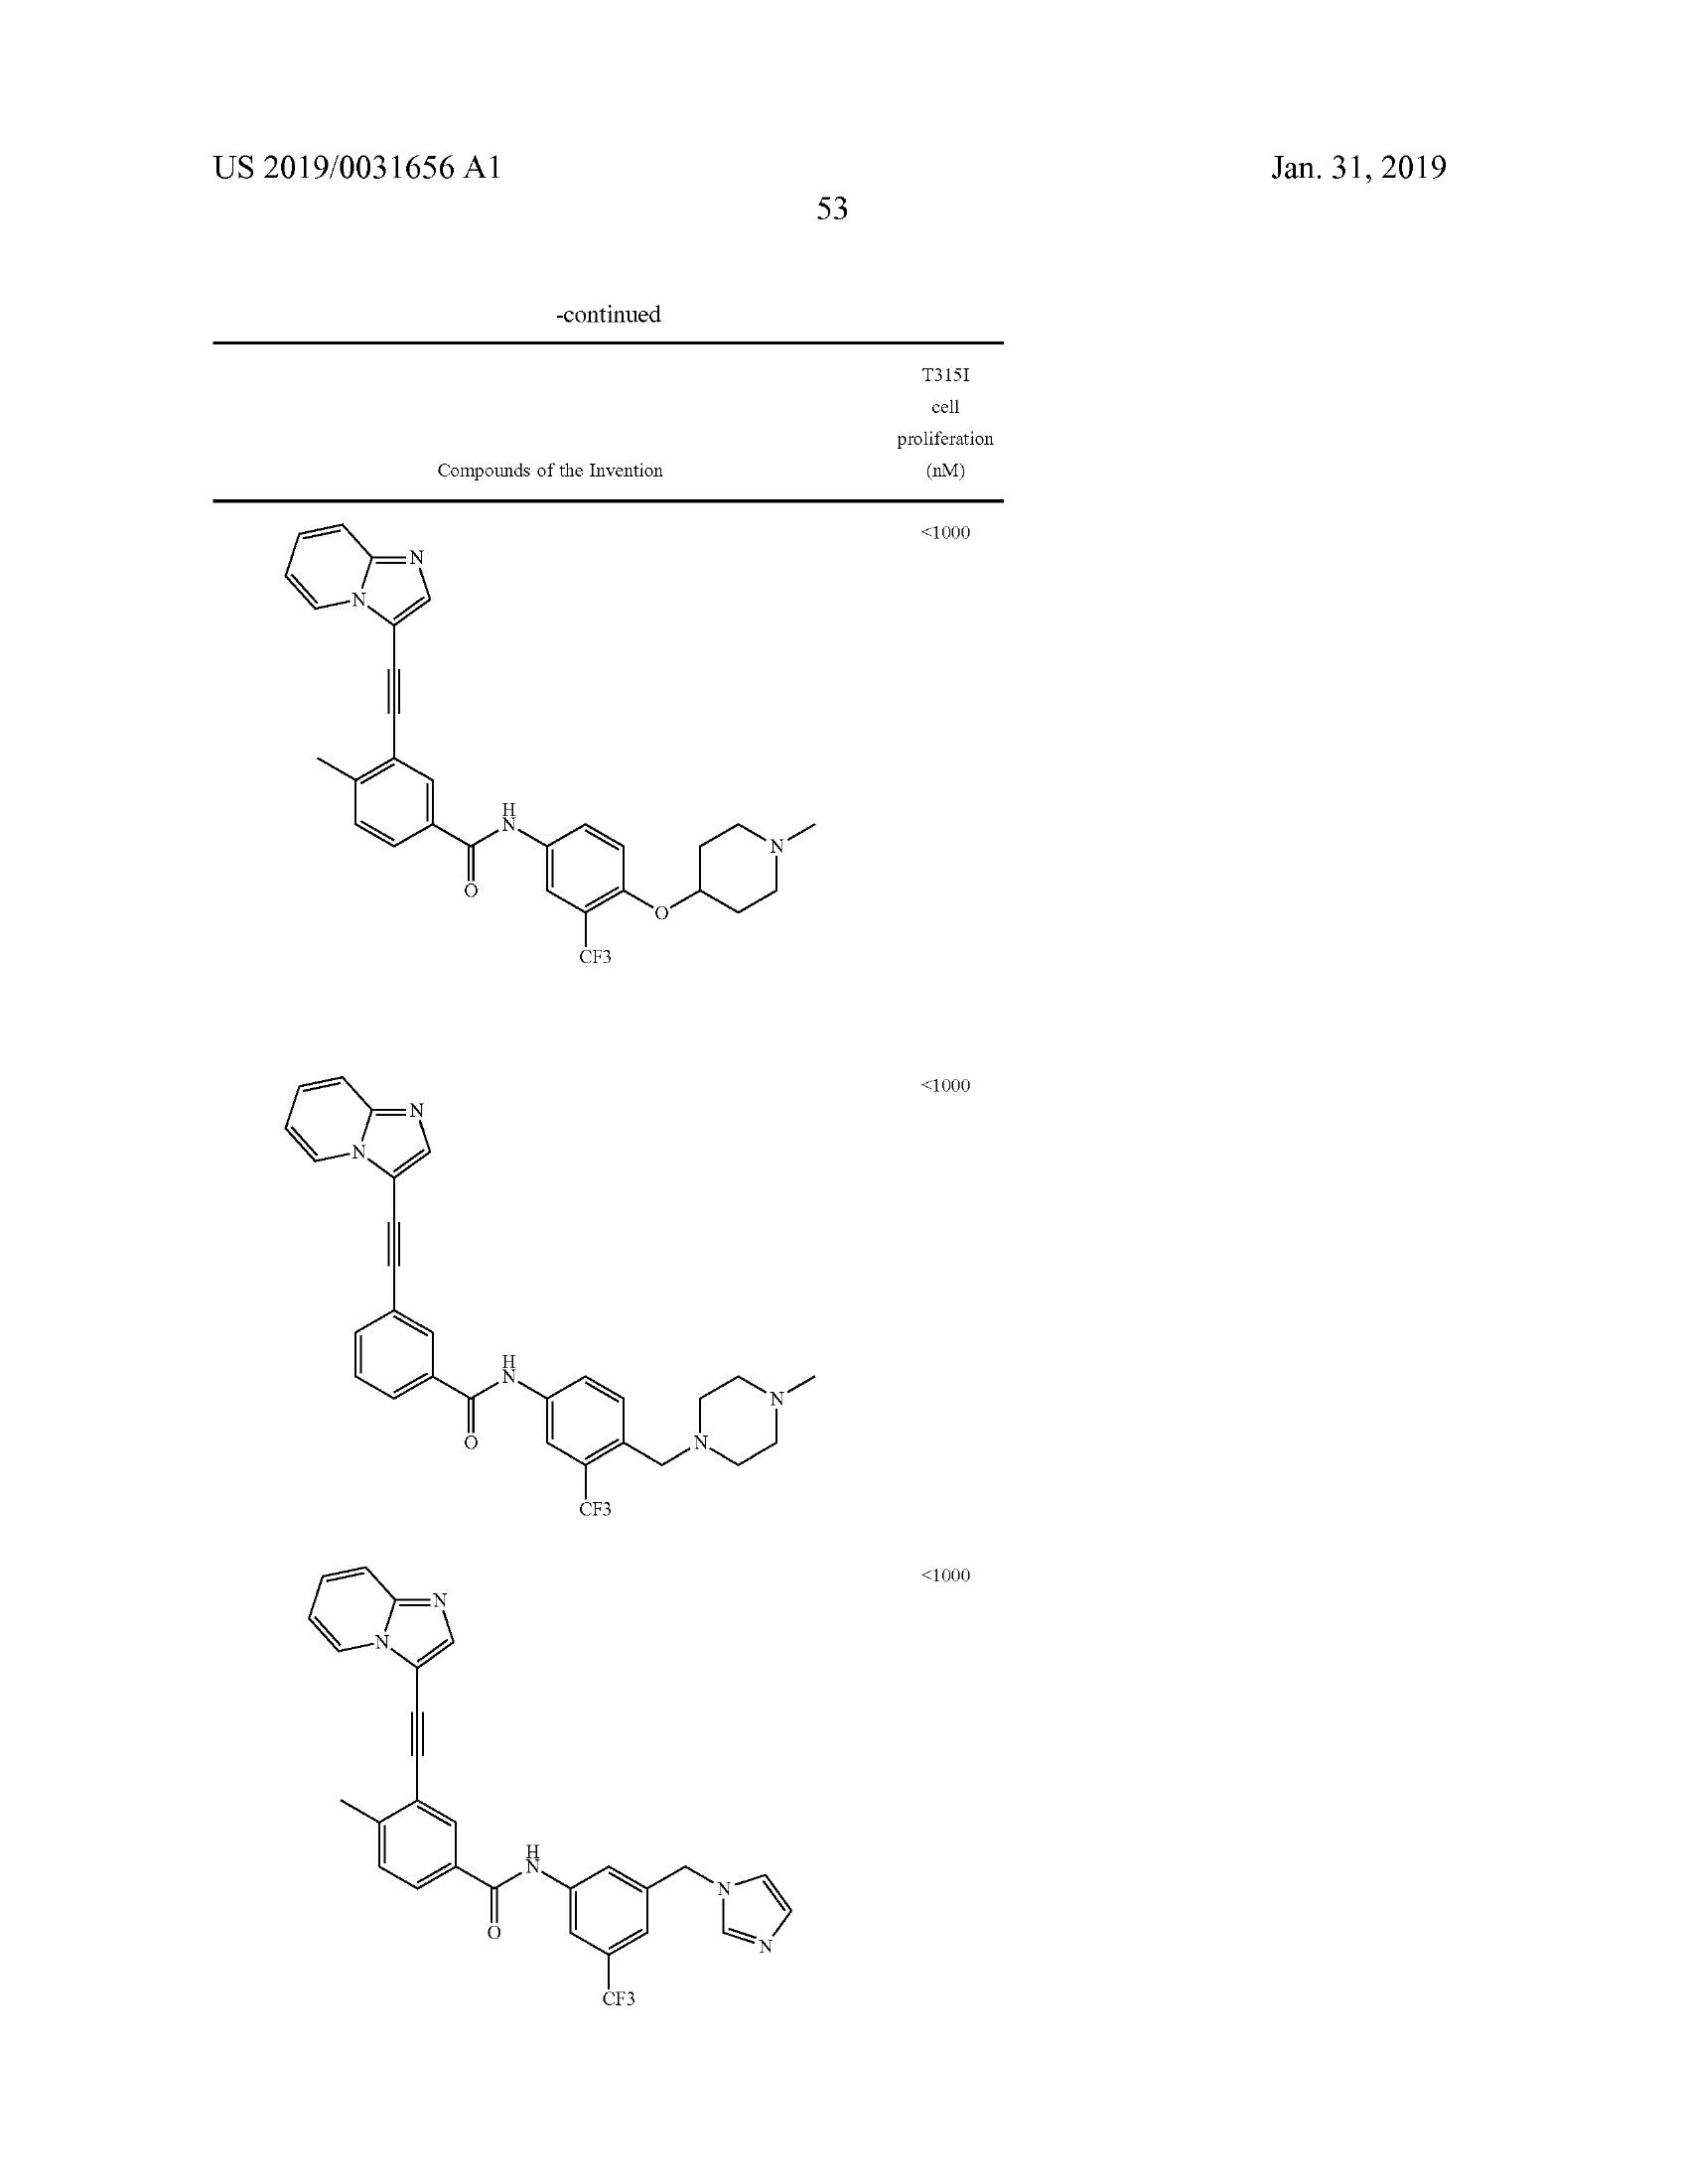 US 2019/0031656 A1 Jan. 31, 2019
53
-continued
T315I
cell
proliferation
Compounds of the Invention (nM)
<1000
N
N
H
N
N
O
O
CF3
<1000
N
N
H
N
N
O
N
CF3
<1000
N
N
H
N
N
O
N
CF3